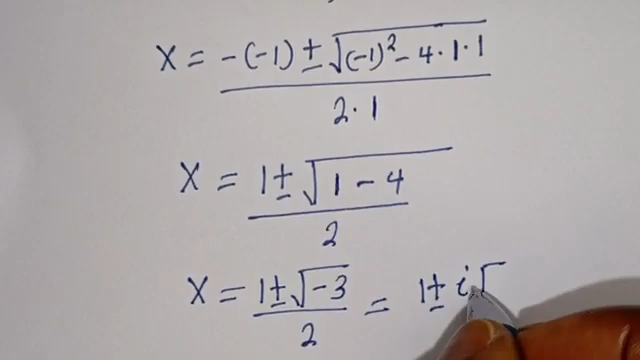 x = -(-1) ± √(-1)² - 4 · 1 · 1 / 2 · 1
x = 1 ± √1 - 4 / 2
x = 1 ± √-3 / 2 = 1 ± i√